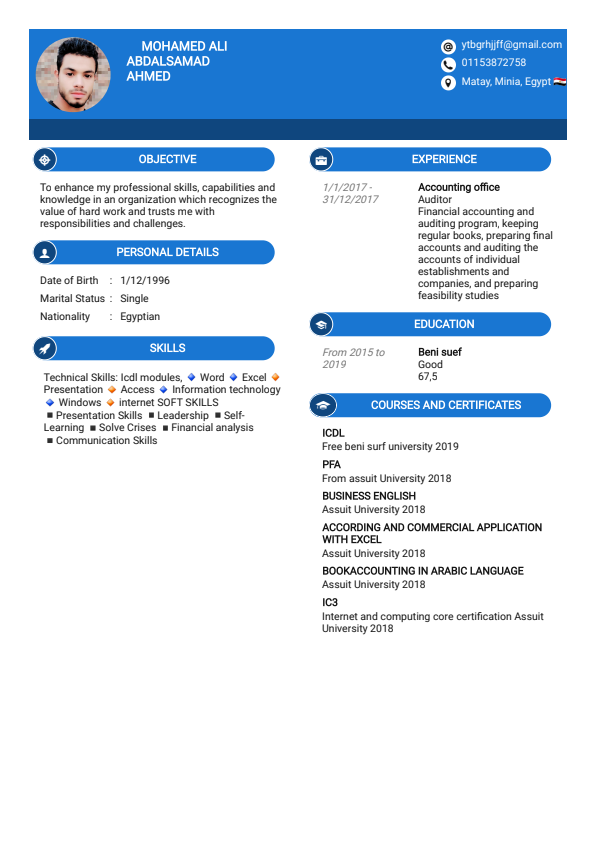 MOHAMED ALI
ABDALSAMAD
AHMED
ytbgrhjjff@gmail.com
01153872758
Matay, Minia, Egypt 🇪🇬
OBJECTIVE
To enhance my professional skills, capabilities and
knowledge in an organization which recognizes the
value of hard work and trusts me with
responsibilities and challenges.
PERSONAL DETAILS
Date of Birth : 1/12/1996
Marital Status : Single
Nationality : Egyptian
SKILLS
Technical Skills: Icdl modules, 🔹 Word 🔹 Excel 🔸
Presentation 🔸 Access 🔹 Information technology
🔹 Windows 🔸 internet SOFT SKILLS
▪ Presentation Skills ▪ Leadership ▪ Self-
Learning ▪ Solve Crises ▪ Financial analysis
▪ Communication Skills
EXPERIENCE
1/1/2017 -
31/12/2017
Accounting office
Auditor
Financial accounting and
auditing program, keeping
regular books, preparing final
accounts and auditing the
accounts of individual
establishments and
companies, and preparing
feasibility studies
EDUCATION
From 2015 to
2019
Beni suef
Good
67,5
COURSES AND CERTIFICATES
ICDL
Free beni surf university 2019
PFA
From assuit University 2018
BUSINESS ENGLISH
Assuit University 2018
ACCORDING AND COMMERCIAL APPLICATION
WITH EXCEL
Assuit University 2018
BOOKACCOUNTING IN ARABIC LANGUAGE
Assuit University 2018
IC3
Internet and computing core certification Assuit
University 2018